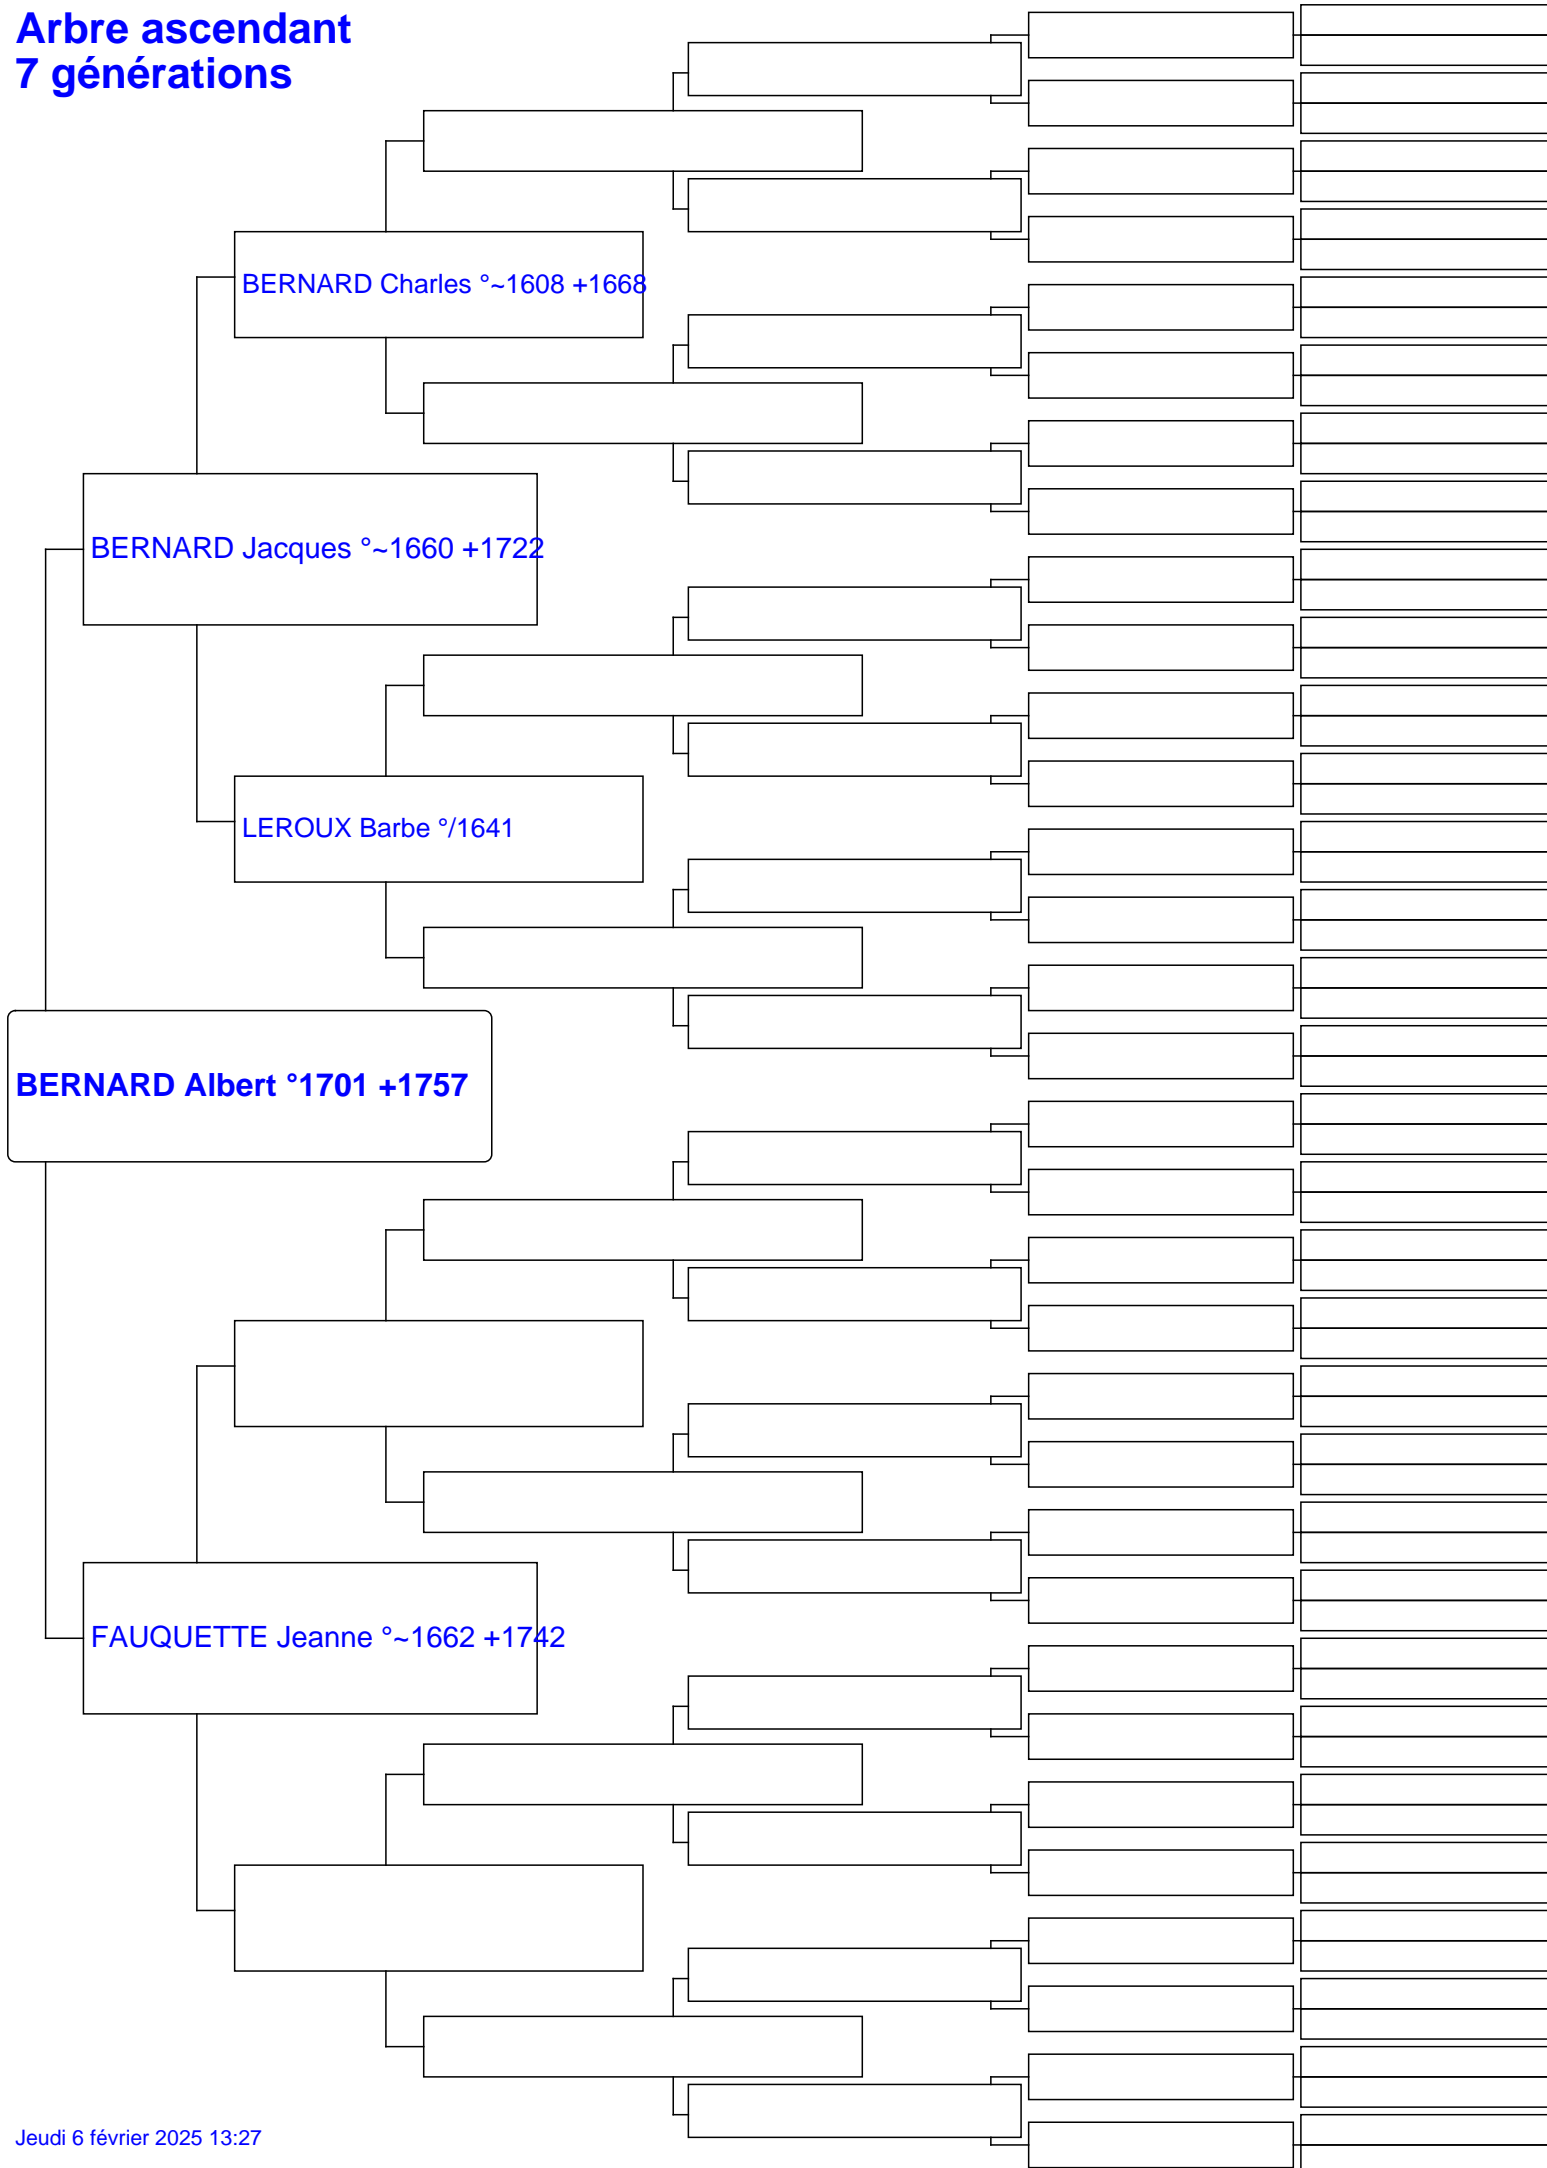 Arbre ascendant
7 générations
BERNARD Charles °~1608 +1668
BERNARD Jacques °~1660 +1722
LEROUX Barbe °/1641
BERNARD Albert °1701 +1757
FAUQUETTE Jeanne °~1662 +1742
Jeudi 6 février 2025 13:27